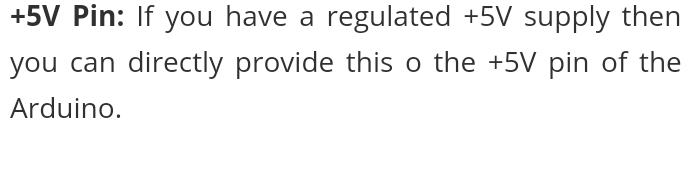 +5V Pin: If you have a regulated +5V supply then
you can directly provide this o the +5V pin of the
Arduino.